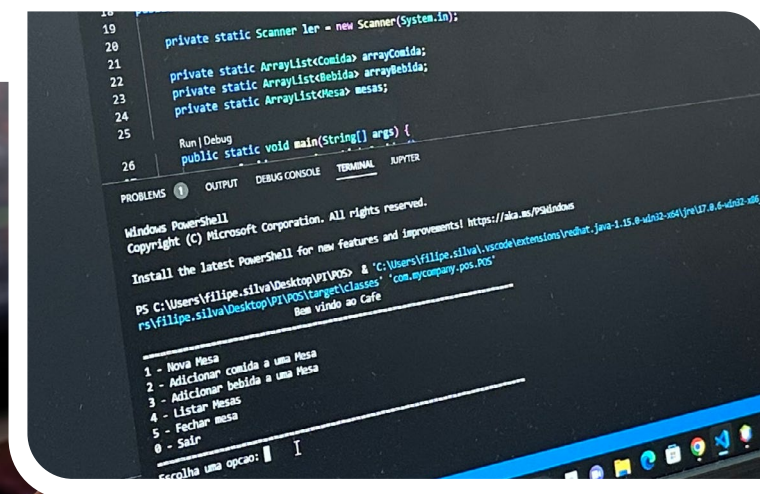 18
19
20 private static Scanner ler = new Scanner(System.in);
21
22 private static ArrayList<Comida> arrayComida;
23 private static ArrayList<Bebida> arrayBebida;
24 private static ArrayList<Mesa> mesas;
25
Run | Debug
26 public static void main(String[] args) {
PROBLEMS 1 OUTPUT DEBUG CONSOLE TERMINAL JUPYTER
Windows PowerShell
Copyright (C) Microsoft Corporation. All rights reserved.
Install the latest PowerShell for new features and improvements! https://aka.ms/PSWindows
PS C:\Users\filipe.silva\Desktop\PI\POS> & 'C:\Users\filipe.silva\.vscode\extensions\redhat.java-1.15.0-win32-x64\jre\17.0.6-win32-x86_
rs\filipe.silva\Desktop\PI\POS\target\classes' 'com.mycompany.pos.POS'
Bem vindo ao Cafe
1 - Nova Mesa
2 - Adicionar comida a uma Mesa
3 - Adicionar bebida a uma Mesa
4 - Listar Mesas
5 - Fechar mesa
0 - Sair
Escolha uma opcao: